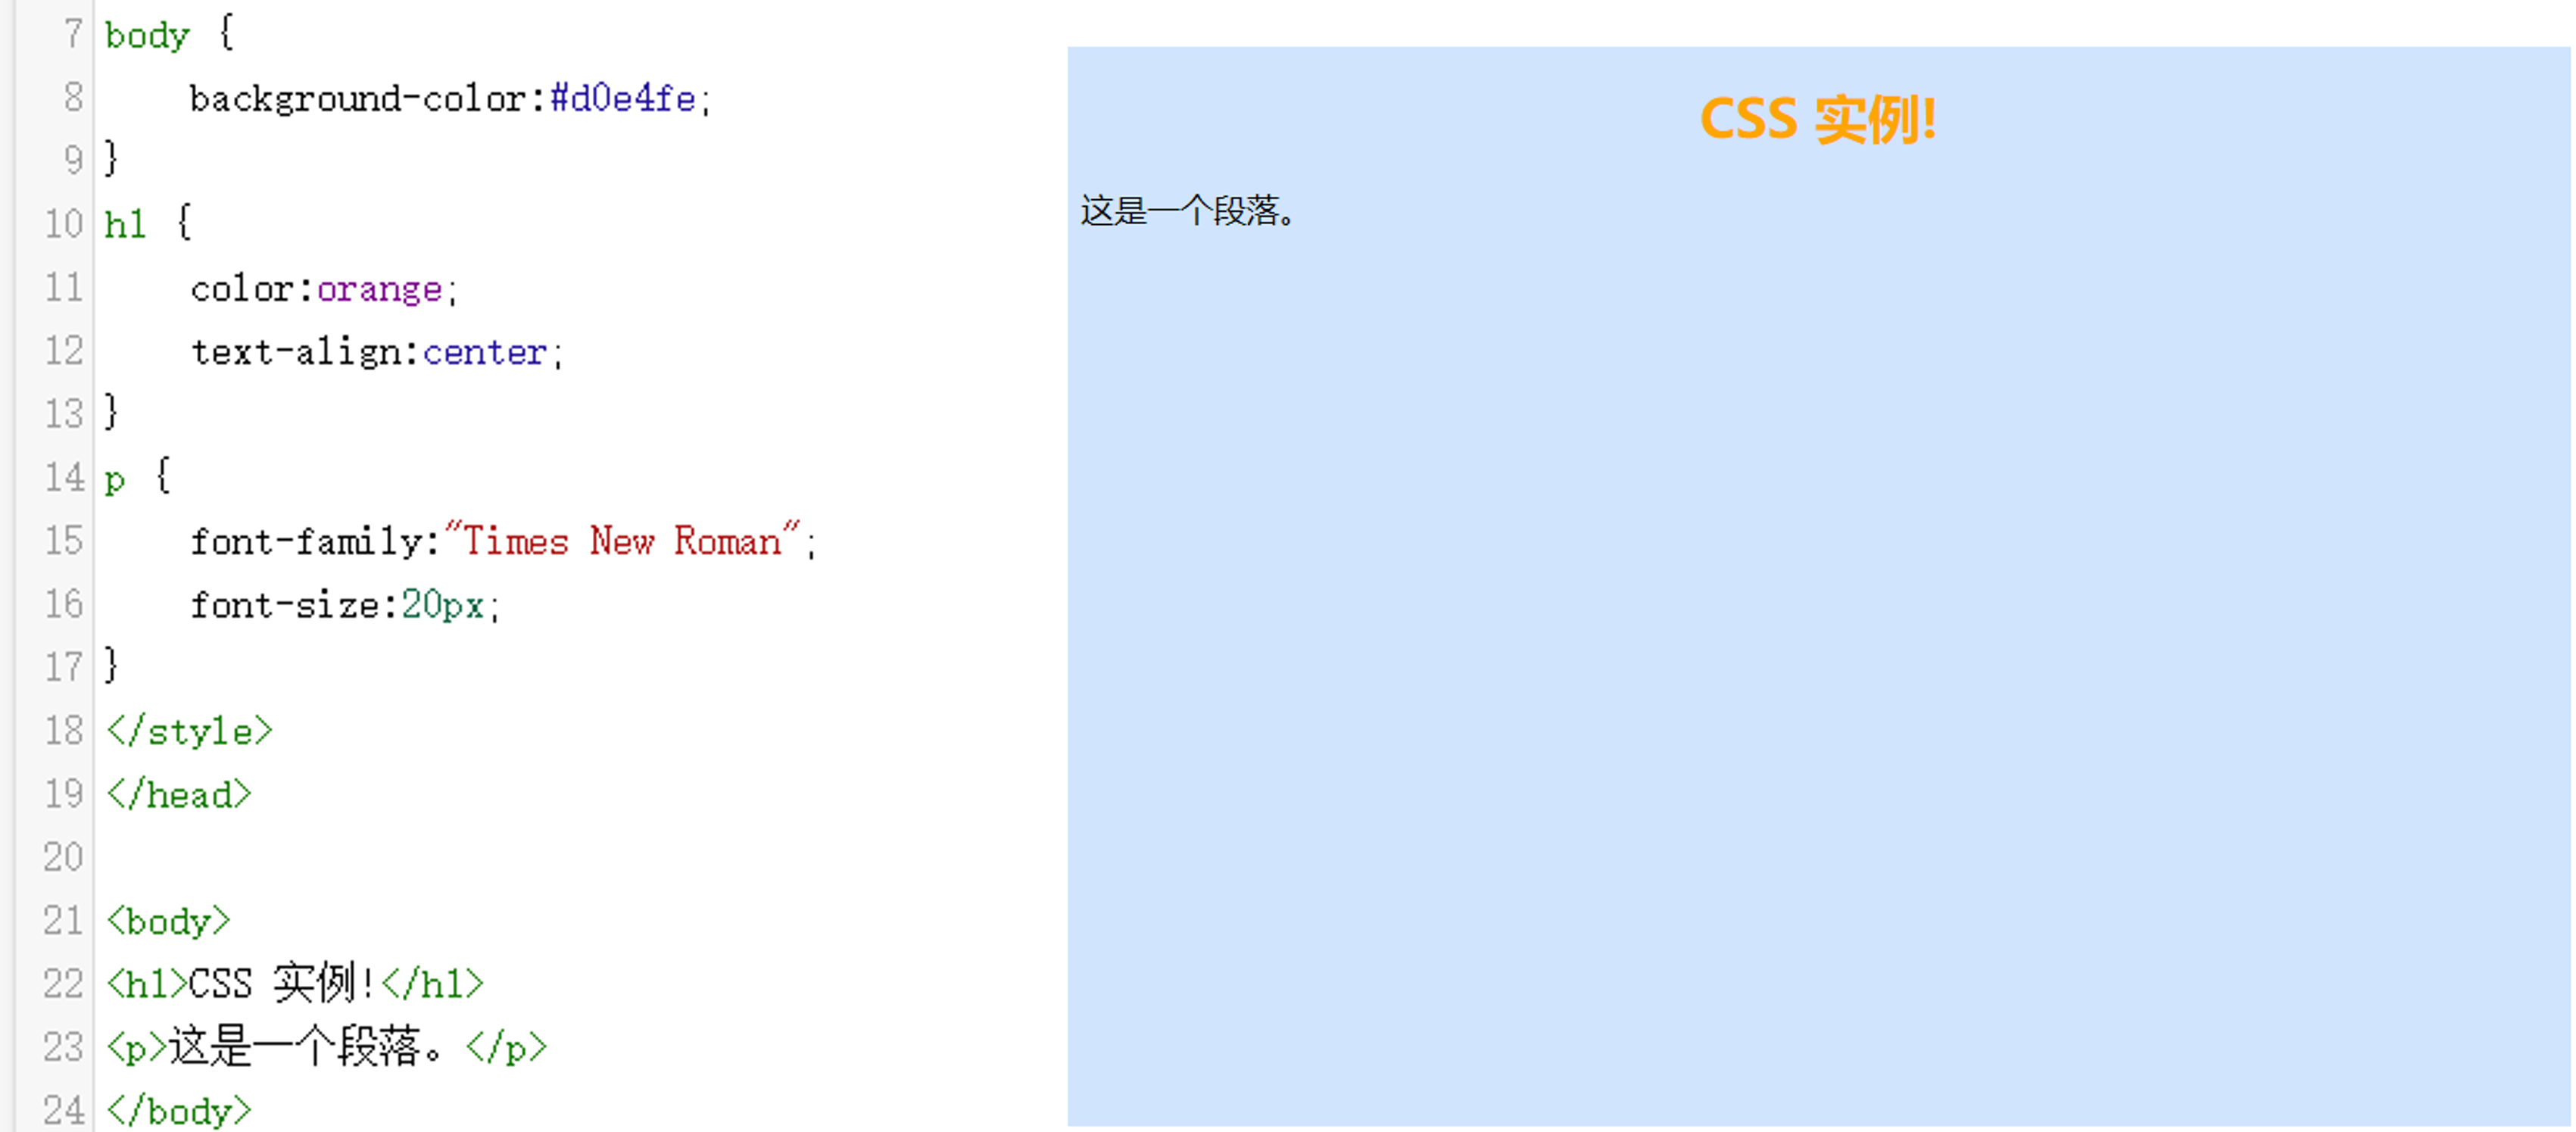 7 body {
8     background-color:#d0e4fe;
9 }
10 h1 {
11     color:orange;
12     text-align:center;
13 }
14 p {
15     font-family:"Times New Roman";
16     font-size:20px;
17 }
18 </style>
19 </head>
20
21 <body>
22 <h1>CSS 实例!</h1>
23 <p>这是一个段落。</p>
24 </body>
CSS 实例!
这是一个段落。